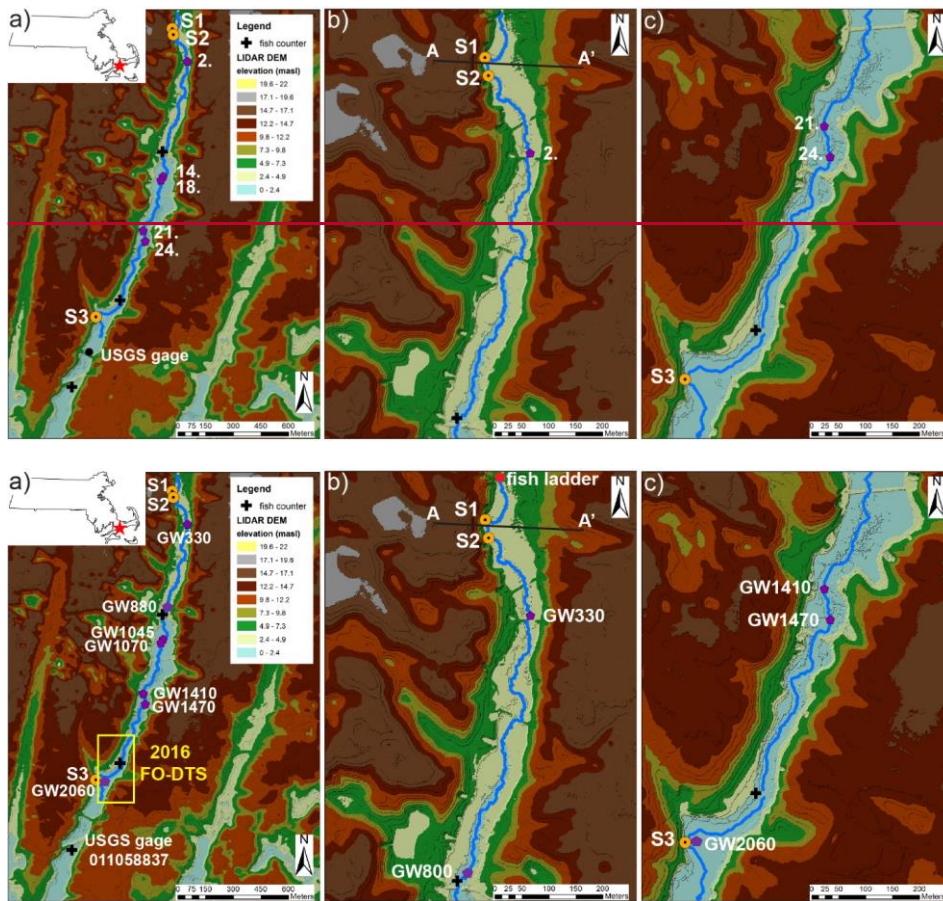 a)
S1
S2
2.
14.
18.
21.
24.
S3
USGS gage
Legend
fish counter
LIDAR DEM
elevation (masl)
19.6 - 22
17.1 - 19.6
14.7 - 17.1
12.2 - 14.7
9.8 - 12.2
7.3 - 9.8
4.9 - 7.3
2.4 - 4.9
0 - 2.4
N
0 75 150 300 450 600
Meters
b)
S1
A
A'
S2
2.
N
0 25 50 100 150 200
Meters
c)
21.
24.
S3
N
0 25 50 100 150 200
Meters
a)
S1
S2
GW330
GW880
GW1045
GW1070
GW1410
GW1470
2016
FO-DTS
S3
GW2060
USGS gage
011058837
Legend
fish counter
LIDAR DEM
elevation (masl)
19.6 - 22
17.1 - 19.6
14.7 - 17.1
12.2 - 14.7
9.8 - 12.2
7.3 - 9.8
4.9 - 7.3
2.4 - 4.9
0 - 2.4
N
0 75 150 300 450 600
Meters
b)
fish ladder
S1
A
A'
S2
GW330
GW800
N
0 25 50 100 150 200
Meters
c)
GW1410
GW1470
S3
GW2060
N
0 25 50 100 150 200
Meters